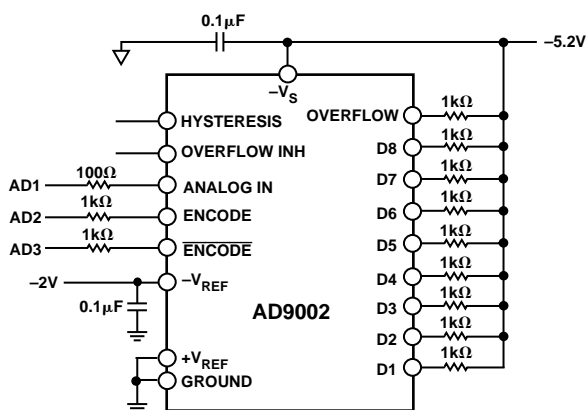 0.1µF
–5.2V
–VS
HYSTERESIS
OVERFLOW INH
AD1
100Ω
ANALOG IN
AD2
1kΩ
ENCODE
AD3
1kΩ
ENCODE
–2V
–VREF
0.1µF
AD9002
+VREF
GROUND
OVERFLOW
1kΩ
D8
1kΩ
D7
1kΩ
D6
1kΩ
D5
1kΩ
D4
1kΩ
D3
1kΩ
D2
1kΩ
D1
1kΩ